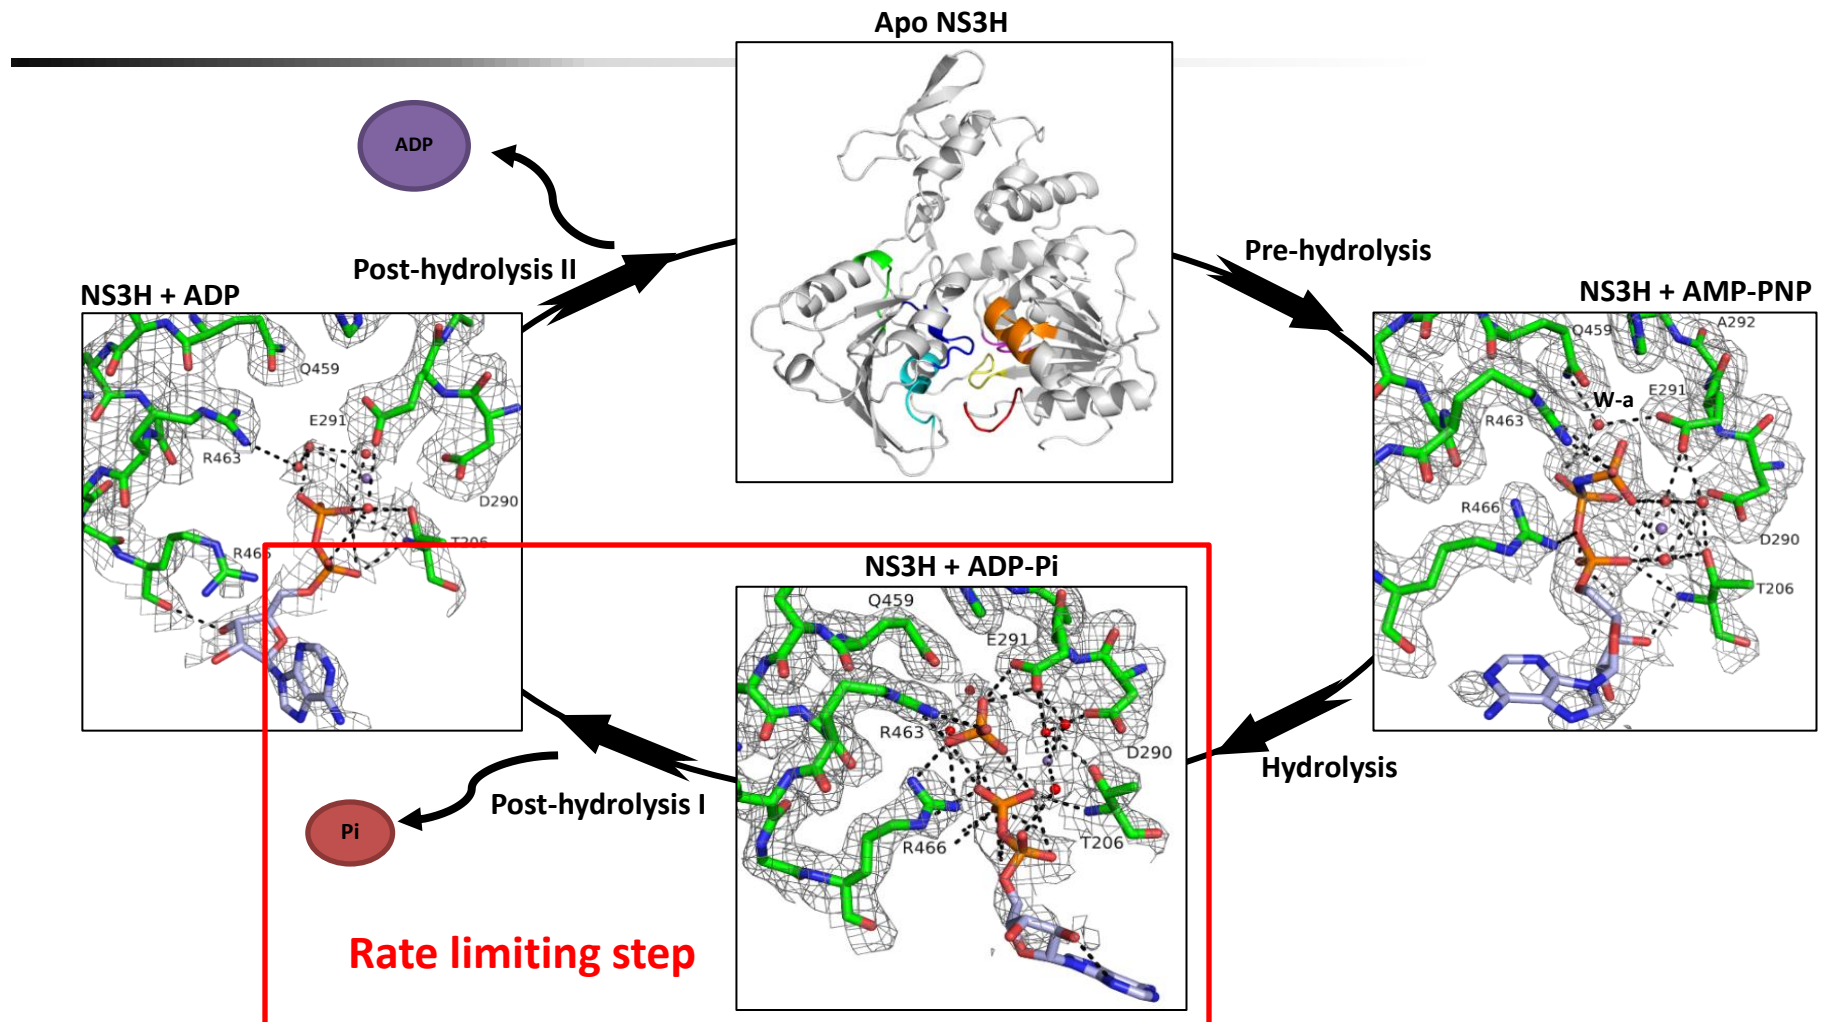 Apo NS3H
ADP
Post-hydrolysis II
Pre-hydrolysis
NS3H + ADP
Q459
E291
R463
D290
T206
R466
NS3H + AMP-PNP
Q459
A292
E291
W-a
R463
R466
D290
T206
NS3H + ADP-Pi
Q459
E291
R463
D290
R466
T206
Hydrolysis
Post-hydrolysis I
Pi
Rate limiting step